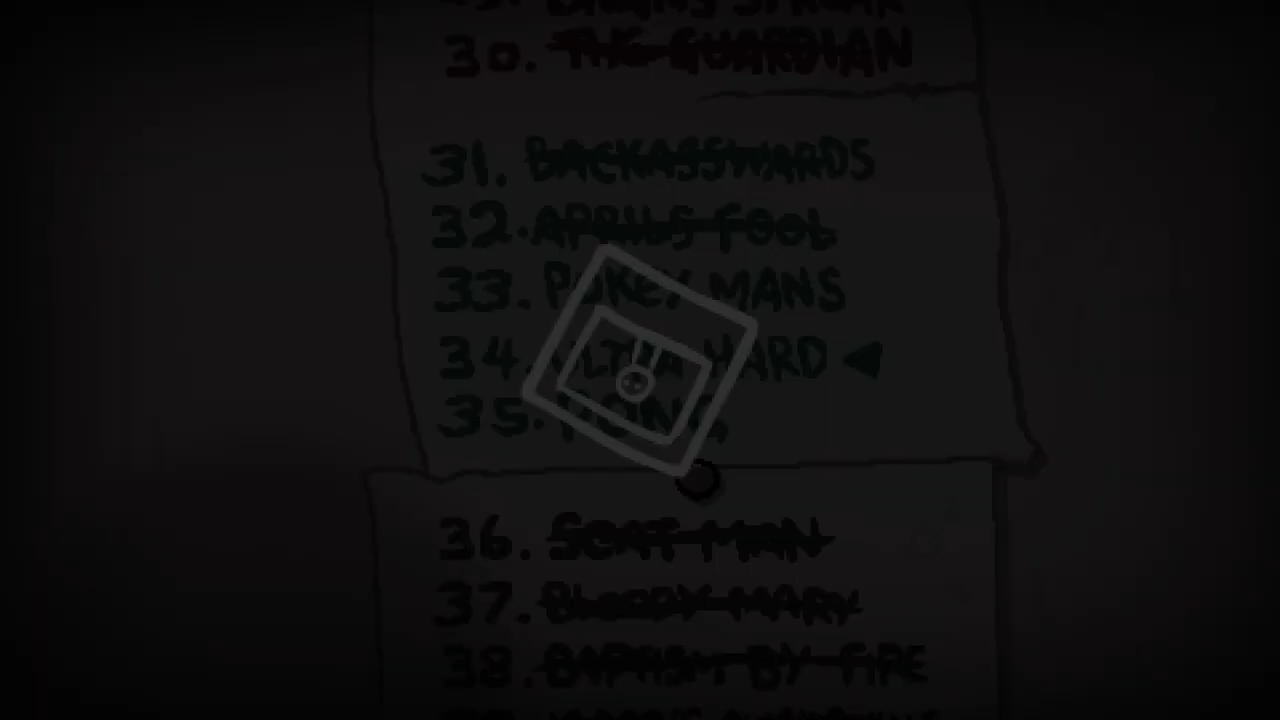 30. THE GUARDIAN
31. BACKASSWARDS
32. APRILS FOOL
33. POKEY MANS
34. ULTRA HARD
35. PONG
36. SCAT MAN
37. BLOODY MARY
38. BAPTISM BY FIRE